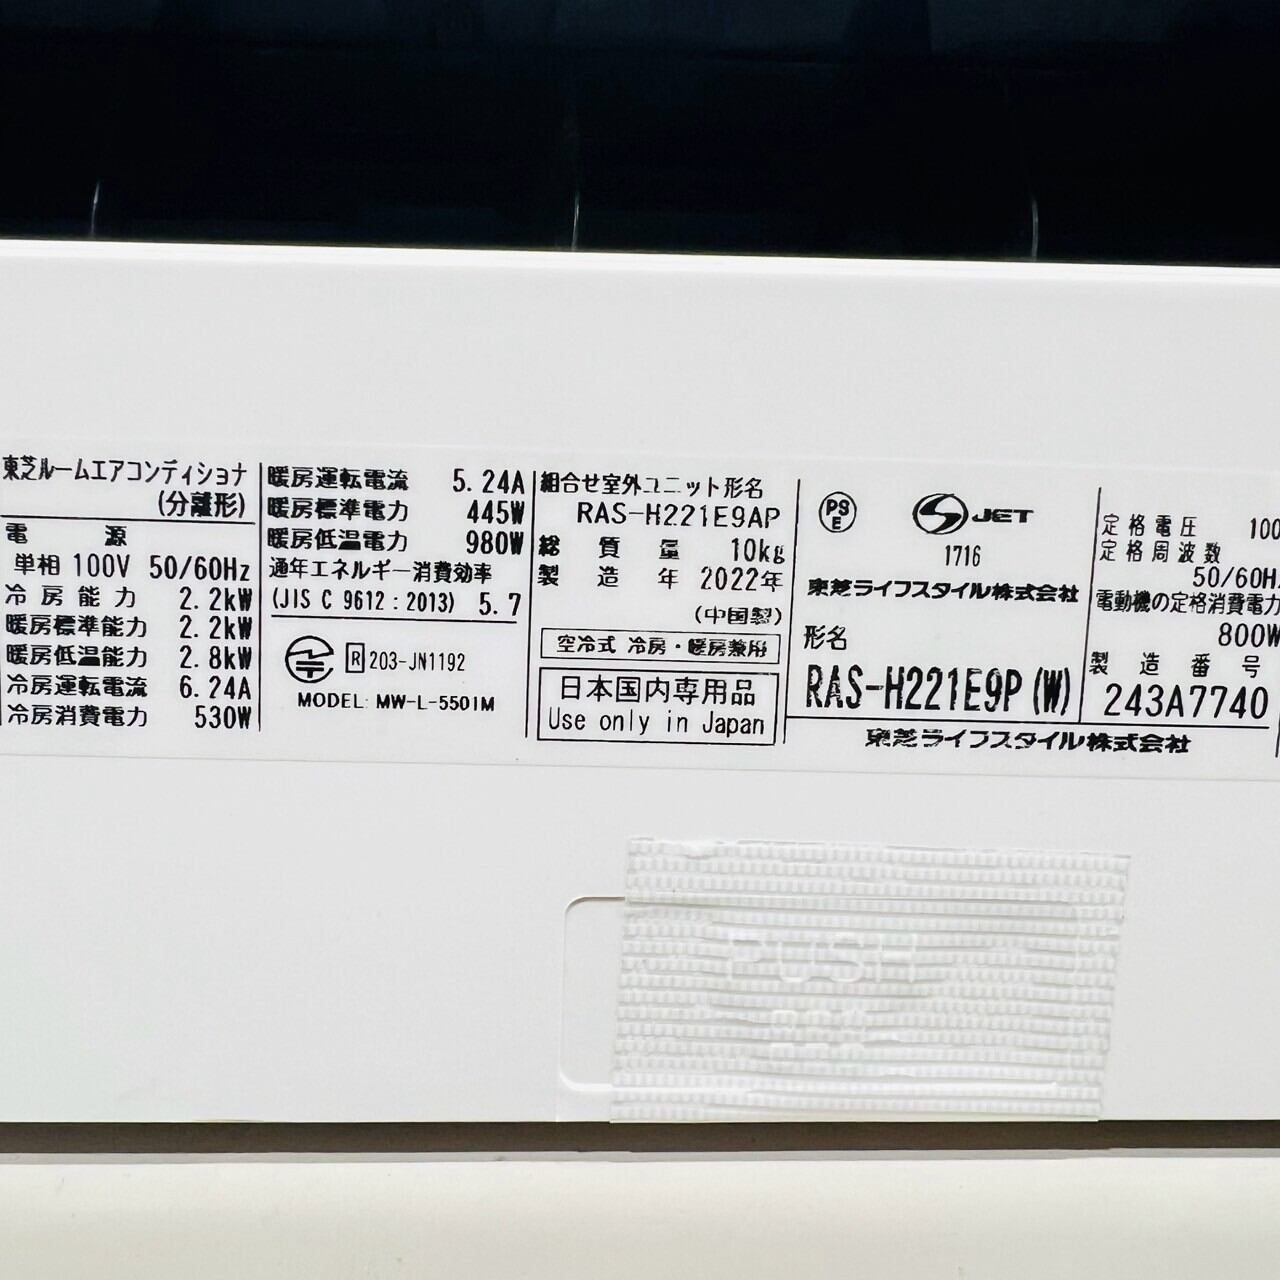 東芝ルームエアコンディショナ
(分離形)
電 源
単相 100V 50/60Hz
冷房能力 2.2kW
暖房標準能力 2.2kW
暖房低温能力 2.8kW
冷房運転電流 6.24A
冷房消費電力 530W
暖房運転電流 5.24A
暖房標準電力 445W
暖房低温電力 980W
通年エネルギー消費効率
(JIS C 9612:2013) 5.7
R 203-JN1192
MODEL: MW-L-5501M
組合せ室外ユニット形名
RAS-H221E9AP
総質量 10kg
製造年 2022年
(中国製)
空冷式 冷房・暖房兼用
日本国内専用品
Use only in Japan
PSE JET
1716
東芝ライフスタイル株式会社
形名
RAS-H221E9P(W)
定格電圧 100
定格周波数
50/60Hz
電動機の定格消費電力
800W
製造番号
243A7740
東芝ライフスタイル株式会社
PUSH